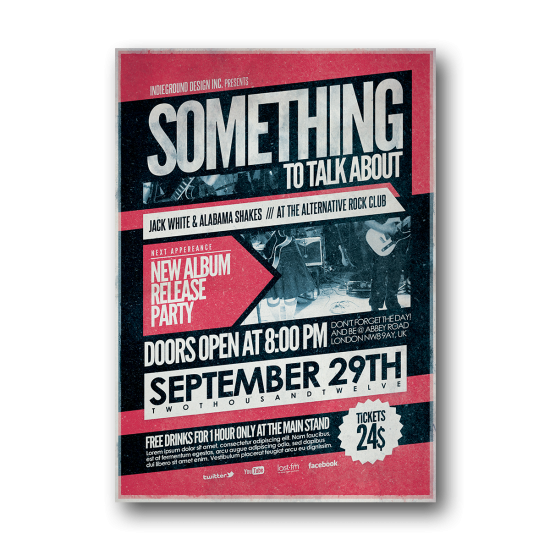 INDIEGROUND DESIGN INC. PRESENTS
SOMETHING
TO TALK ABOUT
JACK WHITE & ALABAMA SHAKES /// AT THE ALTERNATIVE ROCK CLUB
NEXT APPEREANCE
NEW ALBUM
RELEASE
PARTY
DOORS OPEN AT 8:00 PM
DON'T FORGET THE DAY!
AND BE @ ABBEY ROAD
LONDON NW8 9AY, UK
SEPTEMBER 29TH
TWOTHOUSANDTWELVE
FREE DRINKS FOR 1 HOUR ONLY AT THE MAIN STAND
Lorem ipsum dolor sit amet, consectetur adipiscing elit. Nam faucibus,
est at fermentum egestas, arcu augue adipiscing odio, sed dapibus
dui libero sit amet enim. Vestibulum placerat feugiat arcu eu dignissim.
twitter YouTube last.fm facebook
TICKETS
24$